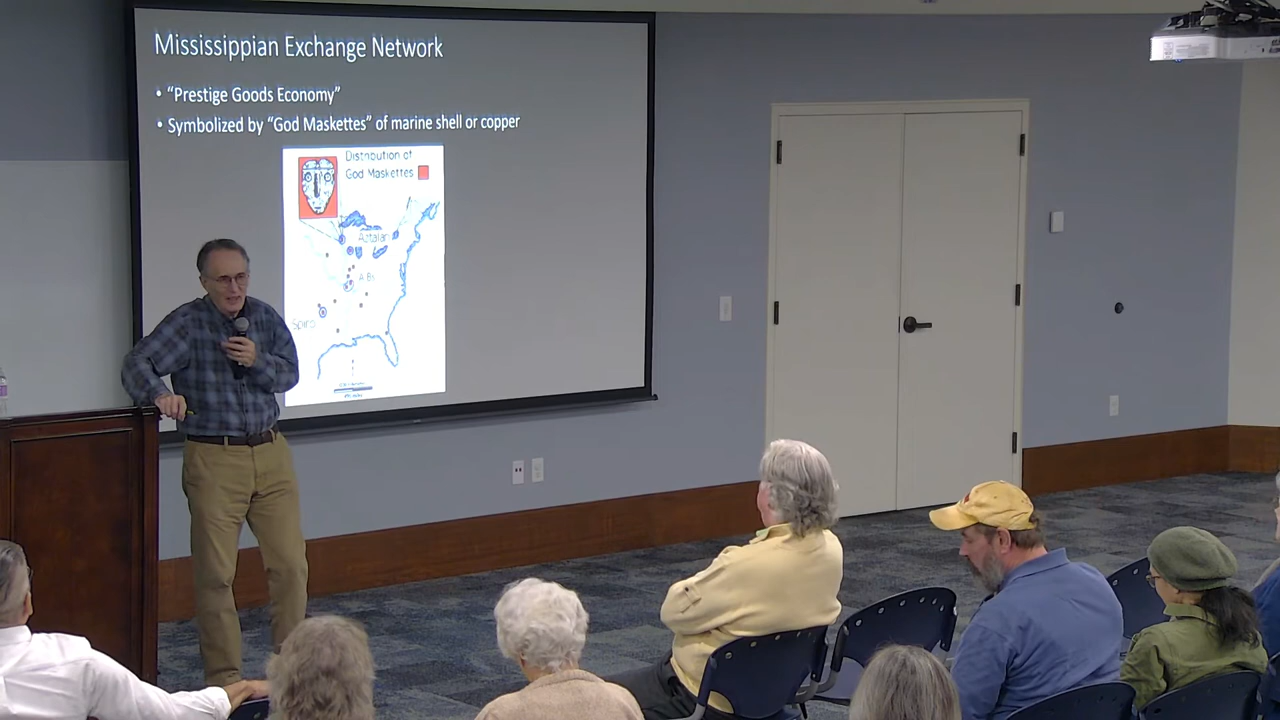 Mississippian Exchange Network
• “Prestige Goods Economy”
• Symbolized by “God Maskettes” of marine shell or copper
Distribution of
God Maskettes
Aztalan
Spiro